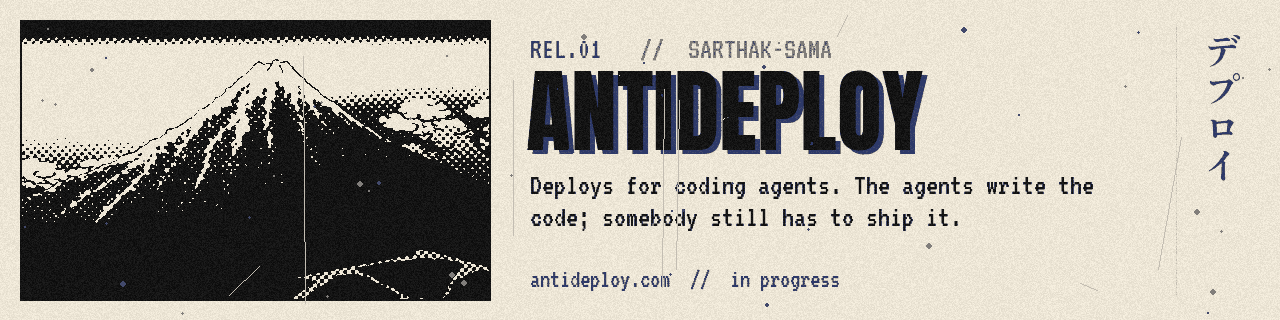 REL.01 // SARTHAK-SAMA
ANTIDEPLOY
Deploys for coding agents. The agents write the
code; somebody still has to ship it.
antideploy.com // in progress
デプロイ